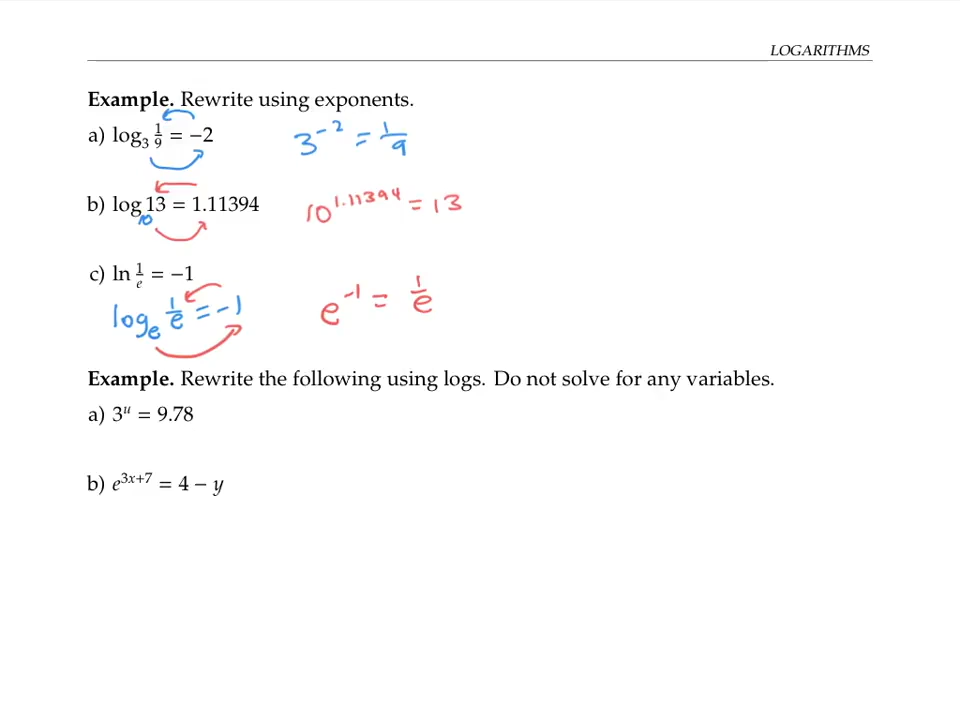 LOGARITHMS
Example. Rewrite using exponents.
a) log₃ 1/9 = −2    3⁻² = 1/9
b) log 13 = 1.11394    10^1.11394 = 13
10
c) ln 1/e = −1
logₑ 1/e = -1    e⁻¹ = 1/e
Example. Rewrite the following using logs. Do not solve for any variables.
a) 3ᵘ = 9.78
b) e^3x+7 = 4 − y